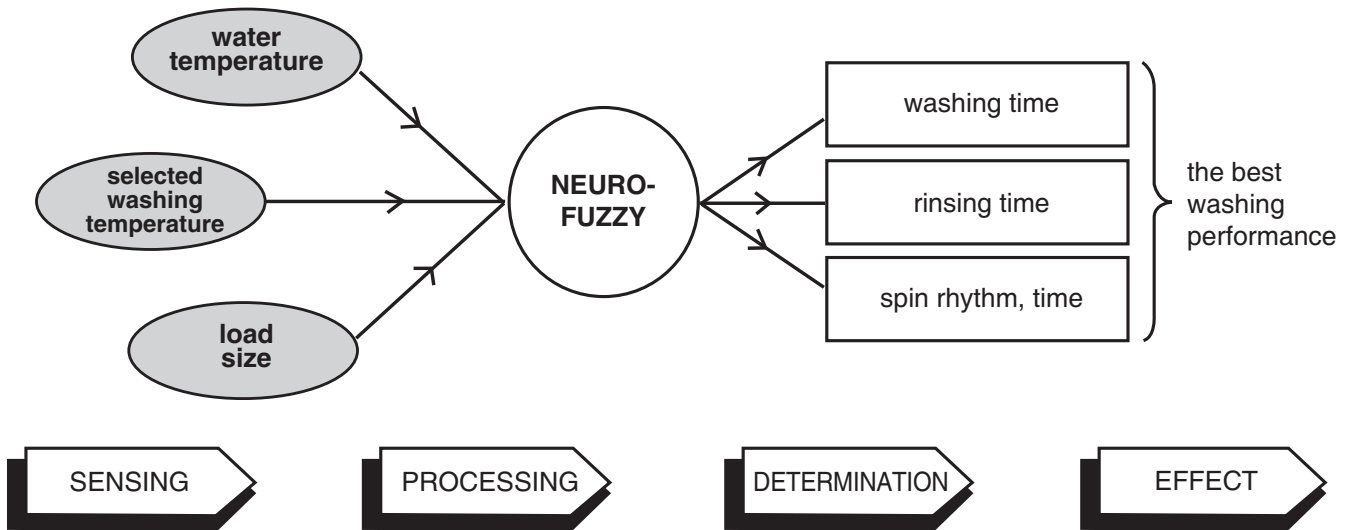 water
temperature
selected
washing
temperature
load
size
NEURO-
FUZZY
washing time
rinsing time
spin rhythm, time
the best
washing
performance
SENSING
PROCESSING
DETERMINATION
EFFECT